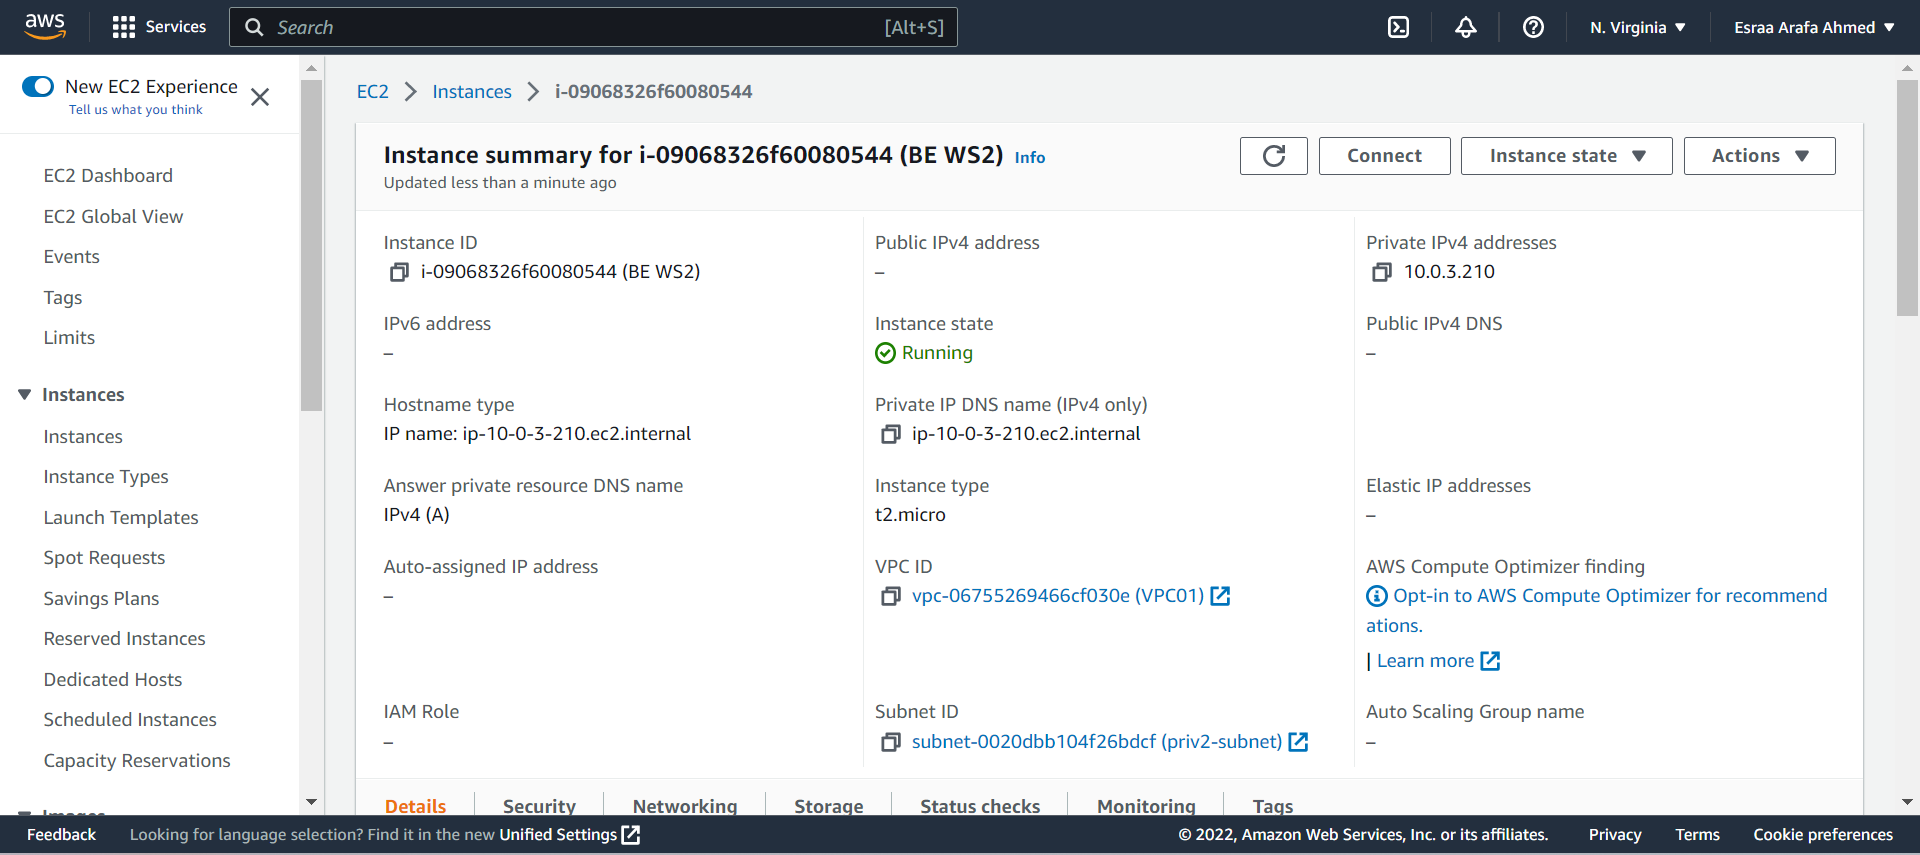 aws
Services
Search
[Alt+S]
N. Virginia
Esraa Arafa Ahmed
New EC2 Experience
Tell us what you think
EC2 Dashboard
EC2 Global View
Events
Tags
Limits
Instances
Instances
Instance Types
Launch Templates
Spot Requests
Savings Plans
Reserved Instances
Dedicated Hosts
Scheduled Instances
Capacity Reservations
Images
EC2 > Instances > i-09068326f60080544
Instance summary for i-09068326f60080544 (BE WS2) Info
Updated less than a minute ago
Connect
Instance state
Actions
Instance ID
i-09068326f60080544 (BE WS2)
Public IPv4 address
–
Private IPv4 addresses
10.0.3.210
IPv6 address
–
Instance state
Running
Public IPv4 DNS
–
Hostname type
IP name: ip-10-0-3-210.ec2.internal
Private IP DNS name (IPv4 only)
ip-10-0-3-210.ec2.internal
Answer private resource DNS name
IPv4 (A)
Instance type
t2.micro
Elastic IP addresses
–
Auto-assigned IP address
–
VPC ID
vpc-06755269466cf030e (VPC01)
AWS Compute Optimizer finding
Opt-in to AWS Compute Optimizer for recommend
ations.
| Learn more
IAM Role
–
Subnet ID
subnet-0020dbb104f26bdcf (priv2-subnet)
Auto Scaling Group name
–
Details
Security
Networking
Storage
Status checks
Monitoring
Tags
Feedback
Looking for language selection? Find it in the new Unified Settings
© 2022, Amazon Web Services, Inc. or its affiliates.
Privacy
Terms
Cookie preferences